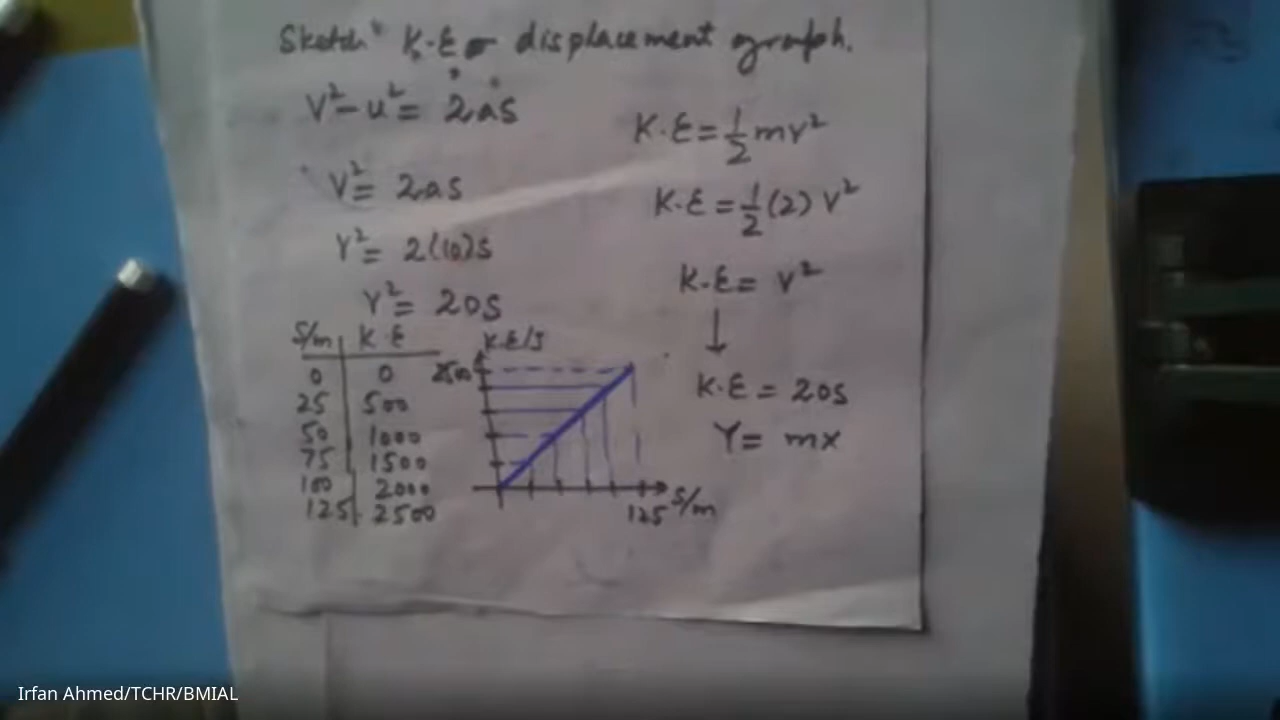 Sketch K.E displacement graph.
V²-u² = 2as
V² = 2as
V² = 2(10)s
V² = 20s
K.E = 1/2 mv²
K.E = 1/2 (2) V²
K.E = V²
↓
K.E = 20s
Y = mx
S/m | K.E
0 | 0
25 | 500
50 | 1000
75 | 1500
100 | 2000
125 | 2500
K.E/J
2500
125 S/m
Irfan Ahmed/TCHR/BMIAL